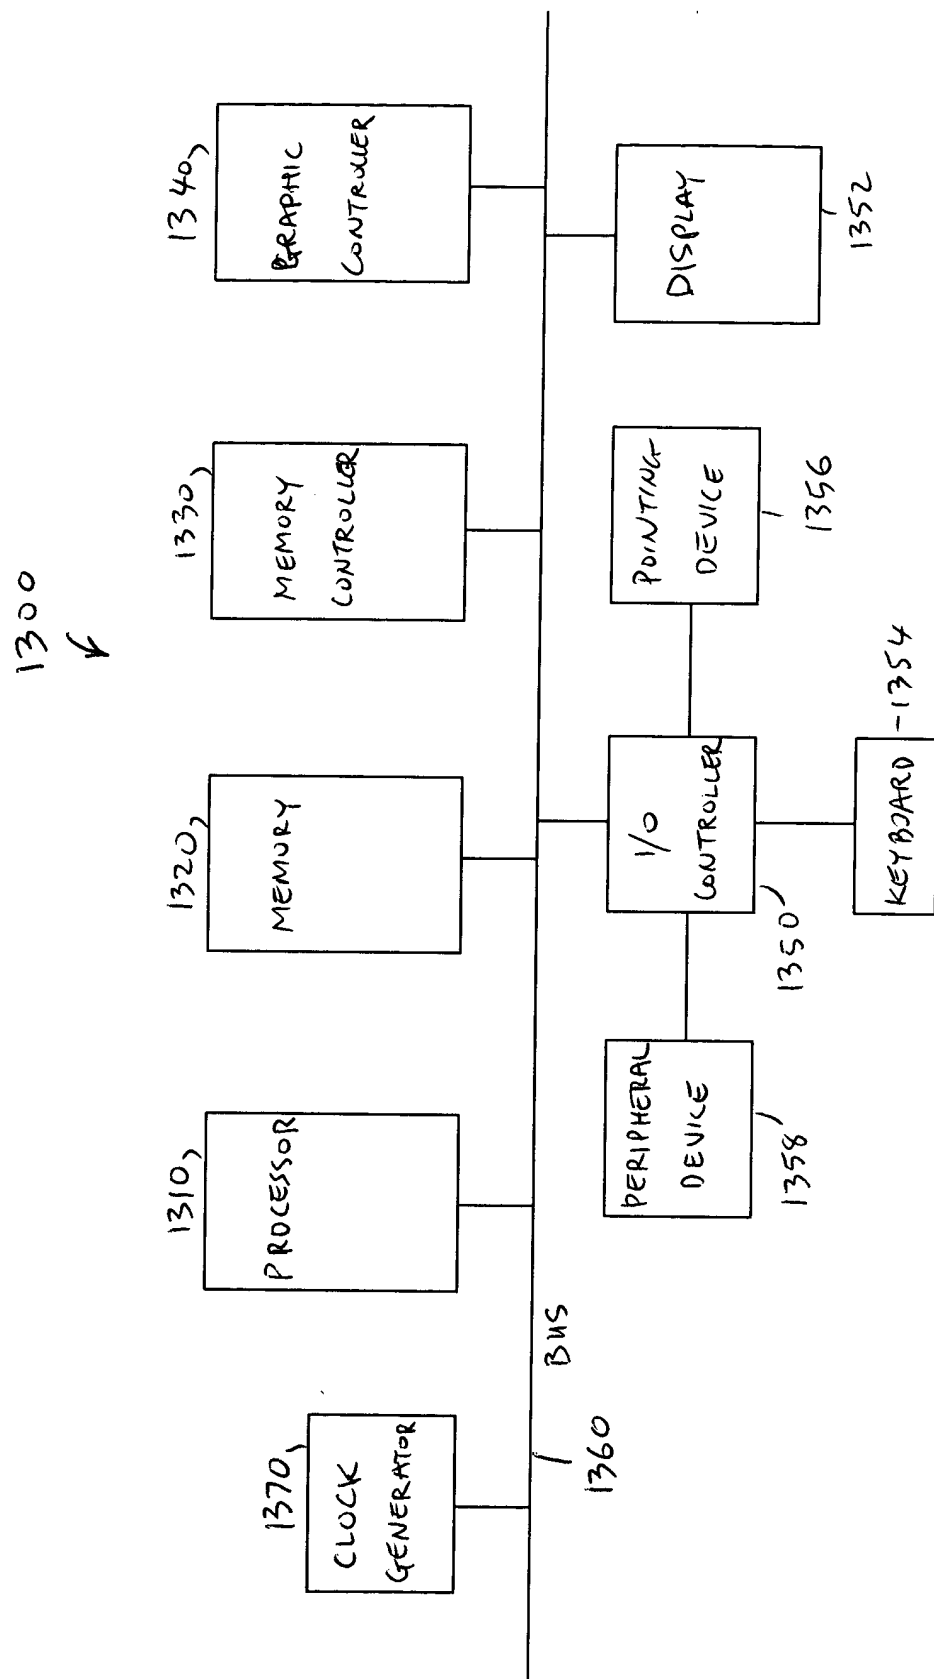 1300
1370
CLOCK
GENERATOR
1310
PROCESSOR
1320
MEMORY
1330
MEMORY
CONTROLLER
1340
GRAPHIC
CONTROLLER
BUS
1360
PERIPHERAL
DEVICE
1358
I/O
CONTROLLER
1350
POINTING
DEVICE
1356
DISPLAY
1352
KEYBOARD
1354